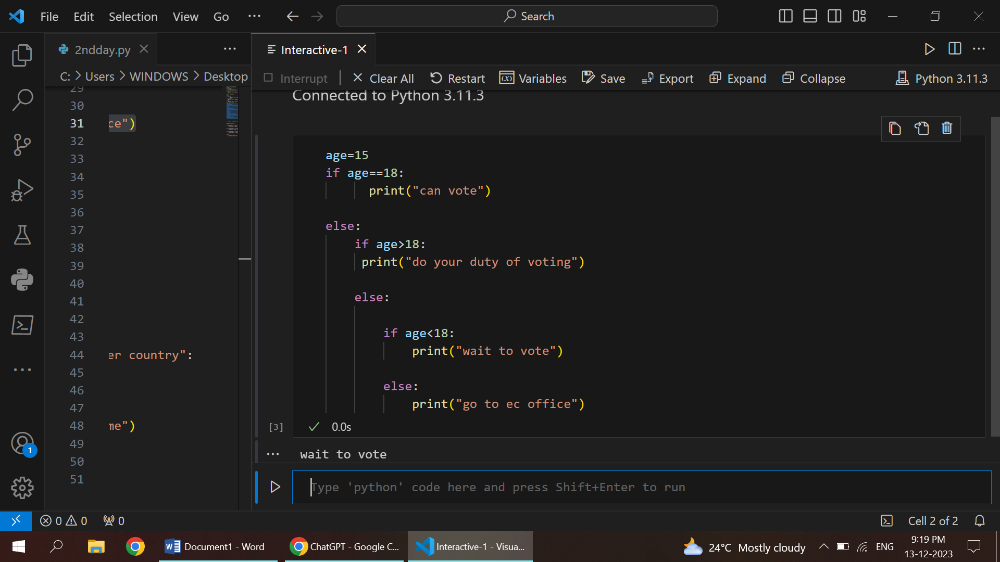 File Edit Selection View Go ··· Search
2ndday.py
C: > Users > WINDOWS > Desktop
29
30
31 ce")
32
33
34
35
36
37
38
39
40
41
42
43
44 er country":
45
46
47
48 me")
49
50
51
Interactive-1
Interrupt Clear All Restart Variables Save Export Expand Collapse Python 3.11.3
Connected to Python 3.11.3
age=15
if age==18:
print("can vote")
else:
if age>18:
print("do your duty of voting")
else:
if age<18:
print("wait to vote")
else:
print("go to ec office")
[3] ✓ 0.0s
··· wait to vote
Type 'python' code here and press Shift+Enter to run
1
0 0 0 Cell 2 of 2
Document1 - Word ChatGPT - Google C... Interactive-1 - Visua... 24°C Mostly cloudy ENG 9:19 PM
13-12-2023